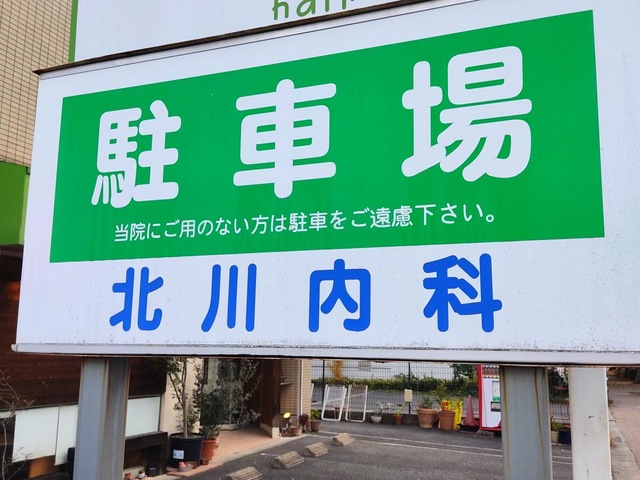 駐車場
当院にご用のない方は駐車をご遠慮下さい。
北川内科